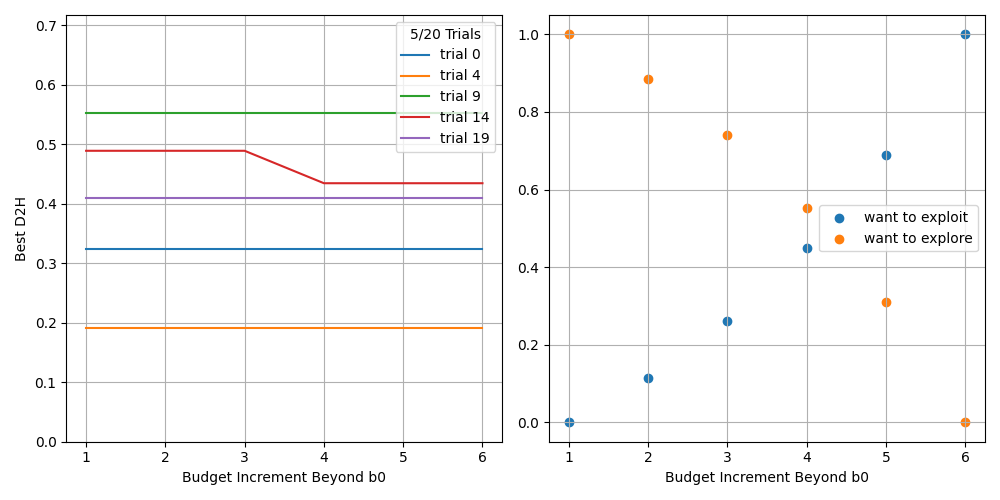 0.7
0.6
0.5
0.4
0.3
0.2
0.1
0.0
Best D2H
1 2 3 4 5 6
Budget Increment Beyond b0
5/20 Trials
trial 0
trial 4
trial 9
trial 14
trial 19
1.0
0.8
0.6
0.4
0.2
0.0
1 2 3 4 5 6
Budget Increment Beyond b0
want to exploit
want to explore